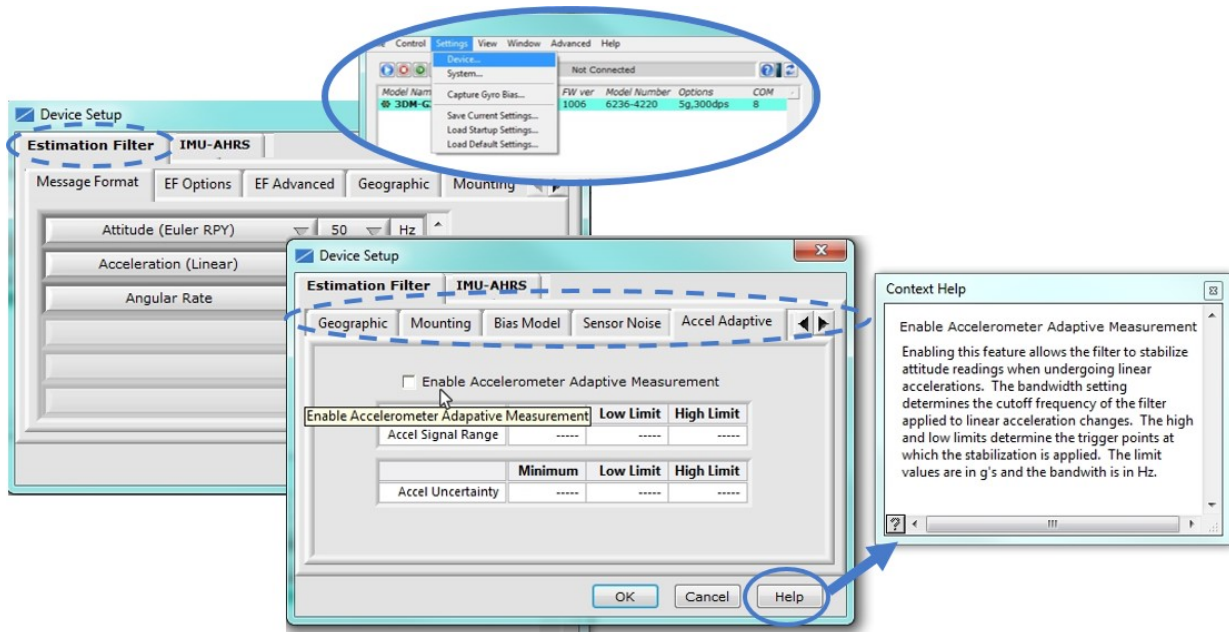 Control Settings View Window Advanced Help
Device...
System... Not Connected
Capture Gyro Bias...
Save Current Settings...
Load Startup Settings...
Load Default Settings...
Model Nam FW ver Model Number Options COM
3DM-G 1006 6236-4220 5g,300dps 8
Device Setup
Estimation Filter IMU-AHRS
Message Format EF Options EF Advanced Geographic Mounting
Attitude (Euler RPY) 50 Hz
Acceleration (Linear)
Angular Rate
Device Setup
Estimation Filter IMU-AHRS
Geographic Mounting Bias Model Sensor Noise Accel Adaptive
Enable Accelerometer Adaptive Measurement
Enable Accelerometer Adapative Measurement Low Limit High Limit
Accel Signal Range ----- ----- -----
Minimum Low Limit High Limit
Accel Uncertainty ----- ----- -----
OK Cancel Help
Context Help
Enable Accelerometer Adaptive Measurement
Enabling this feature allows the filter to stabilize
attitude readings when undergoing linear
accelerations. The bandwidth setting
determines the cutoff frequency of the filter
applied to linear acceleration changes. The high
and low limits determine the trigger points at
which the stabilization is applied. The limit
values are in g's and the bandwith is in Hz.
?